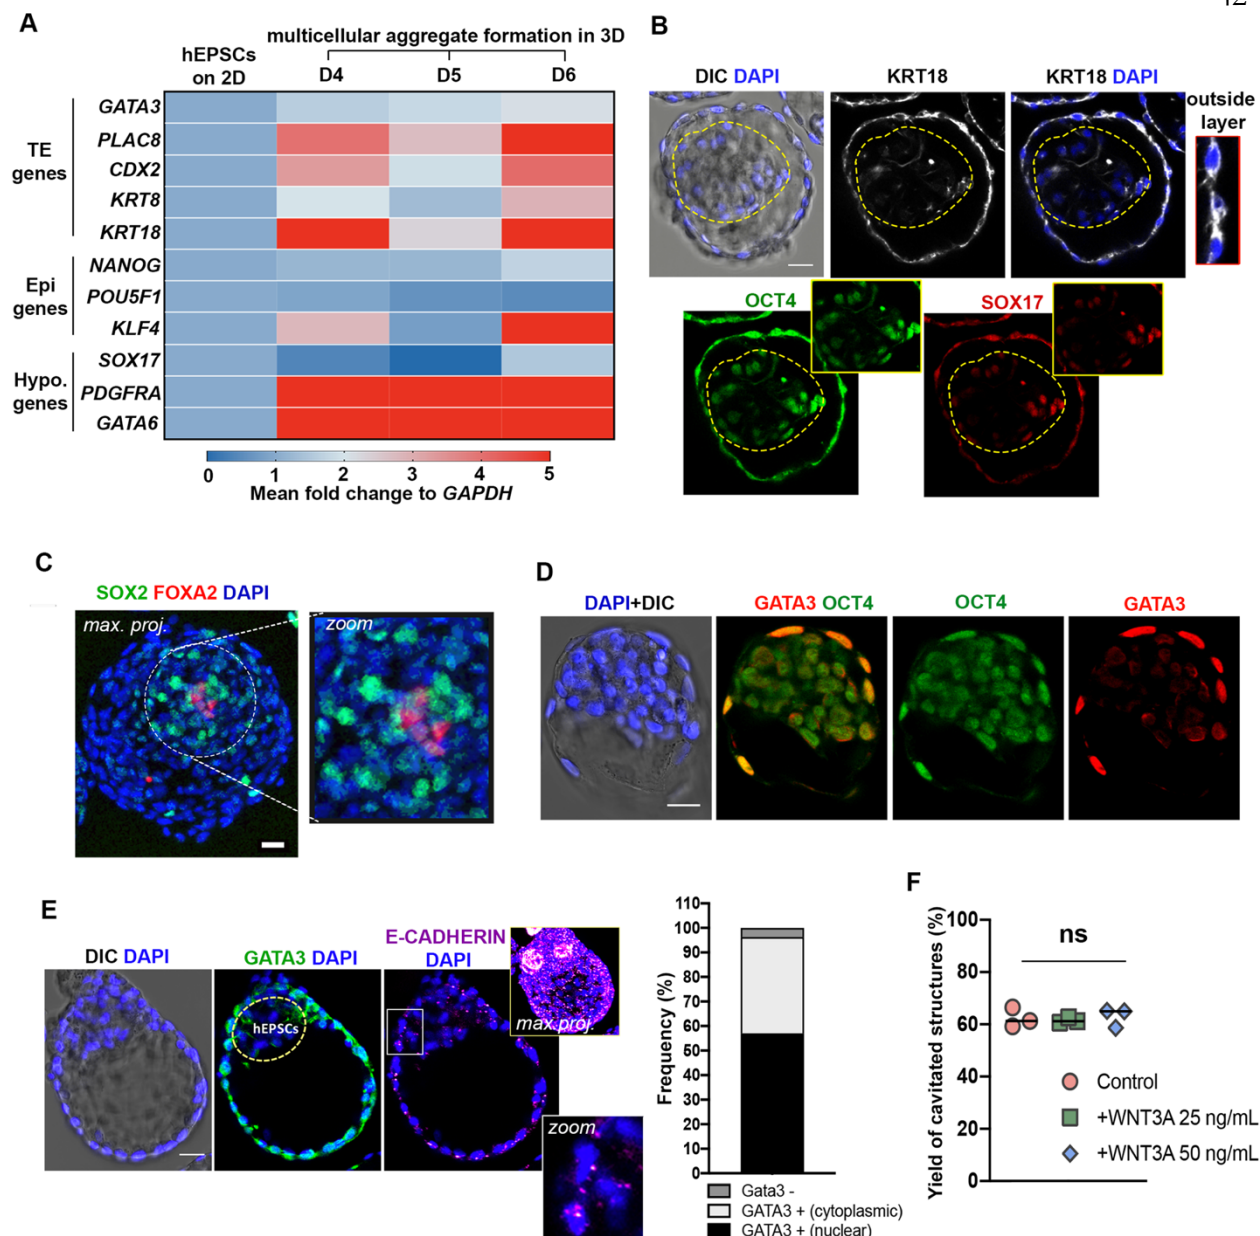 A
multicellular aggregate formation in 3D
hEPSCs
on 2D
D4 D5 D6
TE
genes
GATA3
PLAC8
CDX2
KRT8
KRT18
Epi
genes
NANOG
POU5F1
KLF4
Hypo.
genes
SOX17
PDGFRA
GATA6
0 1 2 3 4 5
Mean fold change to GAPDH
B
DIC DAPI
KRT18
KRT18 DAPI
outside
layer
OCT4
SOX17
C
SOX2 FOXA2 DAPI
max. proj.
zoom
D
DAPI+DIC
GATA3 OCT4
OCT4
GATA3
E
DIC DAPI
GATA3 DAPI
hEPSCs
E-CADHERIN
DAPI
max.proj.
zoom
Frequency (%)
110
100
90
80
70
60
50
40
30
20
10
0
Gata3 -
GATA3 + (cytoplasmic)
GATA3 + (nuclear)
F
Yield of cavitated structures (%)
100
80
60
40
20
0
ns
Control
+WNT3A 25 ng/mL
+WNT3A 50 ng/mL